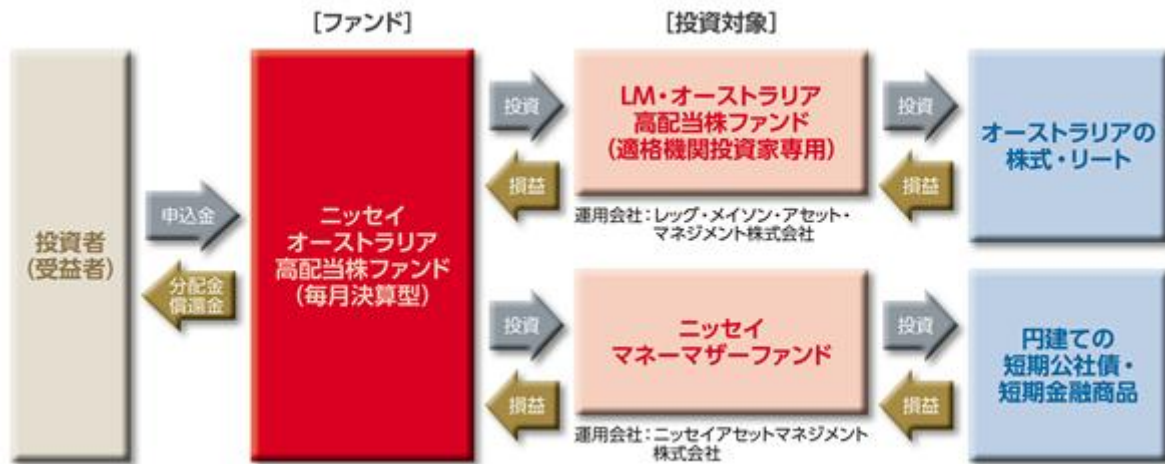 ［ファンド］
［投資対象］
投資者
（受益者）
申込金
分配金
償還金
ニッセイ
オーストラリア
高配当株ファンド
（毎月決算型）
投資
損益
LM・オーストラリア
高配当株ファンド
（適格機関投資家専用）
運用会社：レッグ・メイソン・アセット・
マネジメント株式会社
投資
損益
オーストラリアの
株式・リート
投資
損益
ニッセイ
マネーマザーファンド
運用会社：ニッセイアセットマネジメント
株式会社
投資
損益
円建ての
短期公社債・
短期金融商品